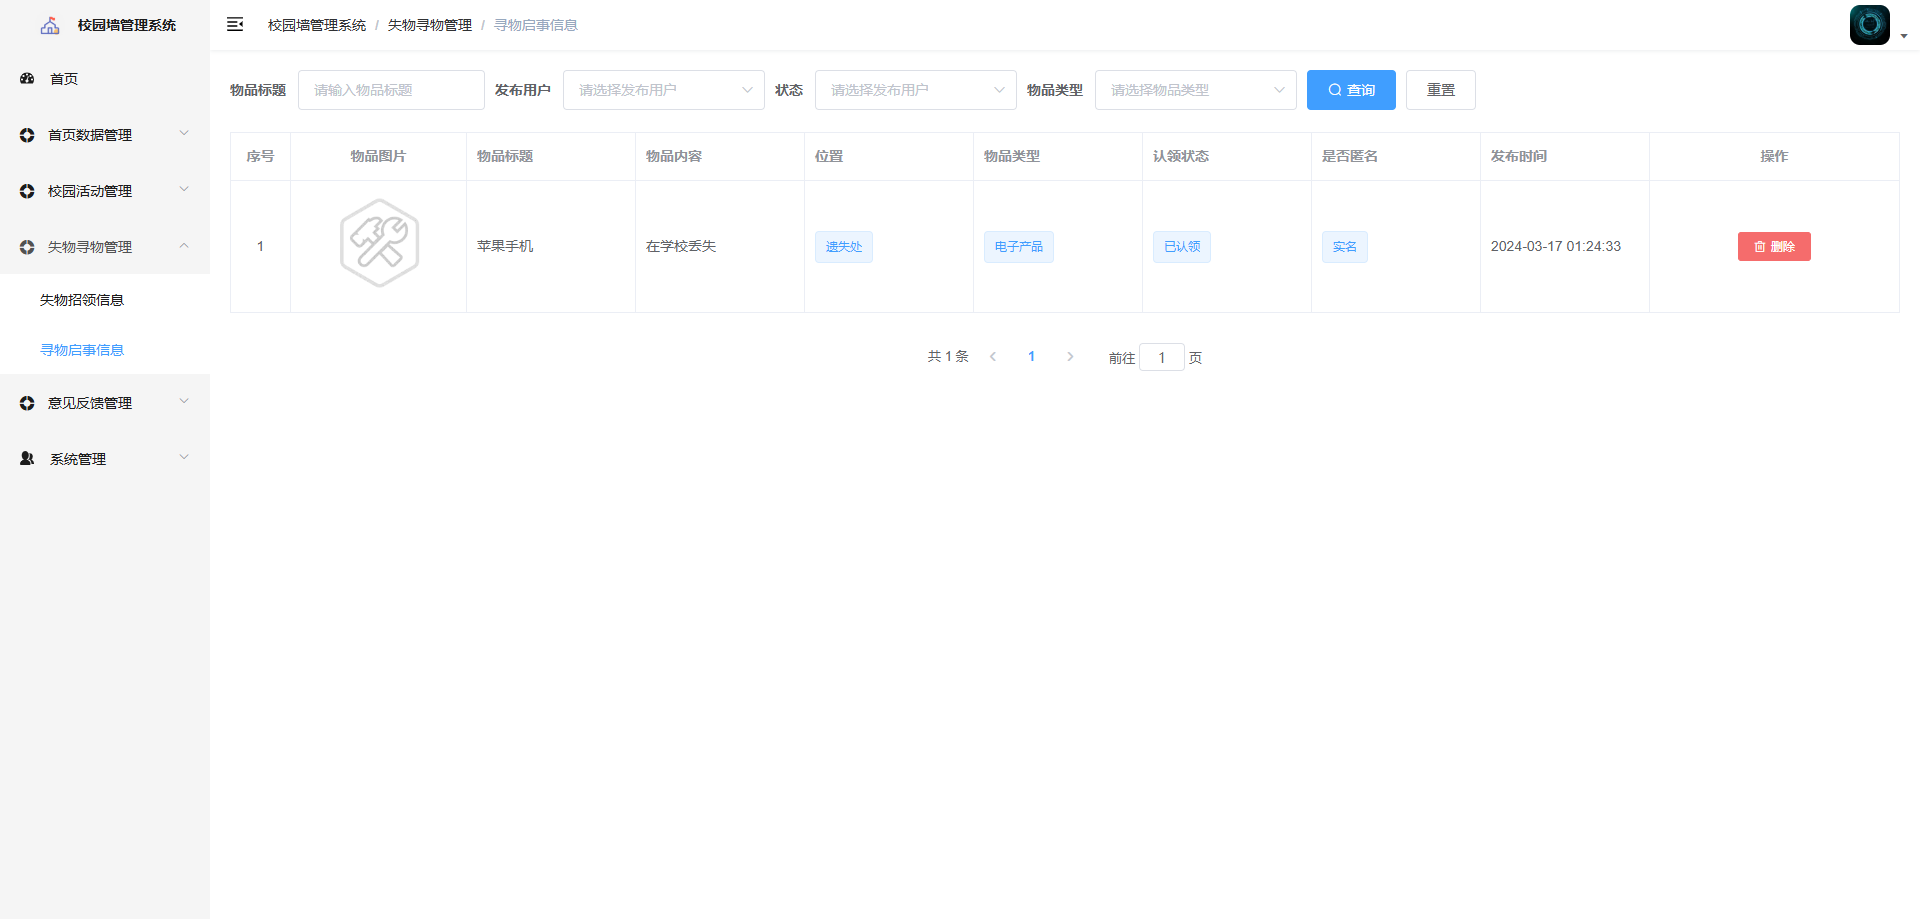 校园墙管理系统
首页
首页数据管理
校园活动管理
失物寻物管理
失物招领信息
寻物启事信息
意见反馈管理
系统管理
校园墙管理系统 / 失物寻物管理 / 寻物启事信息
物品标题 请输入物品标题 发布用户 请选择发布用户 状态 请选择发布用户 物品类型 请选择物品类型 查询 重置
序号 物品图片 物品标题 物品内容 位置 物品类型 认领状态 是否匿名 发布时间 操作
1 苹果手机 在学校丢失 遗失处 电子产品 已认领 实名 2024-03-17 01:24:33 删除
共 1 条 1 前往 1 页